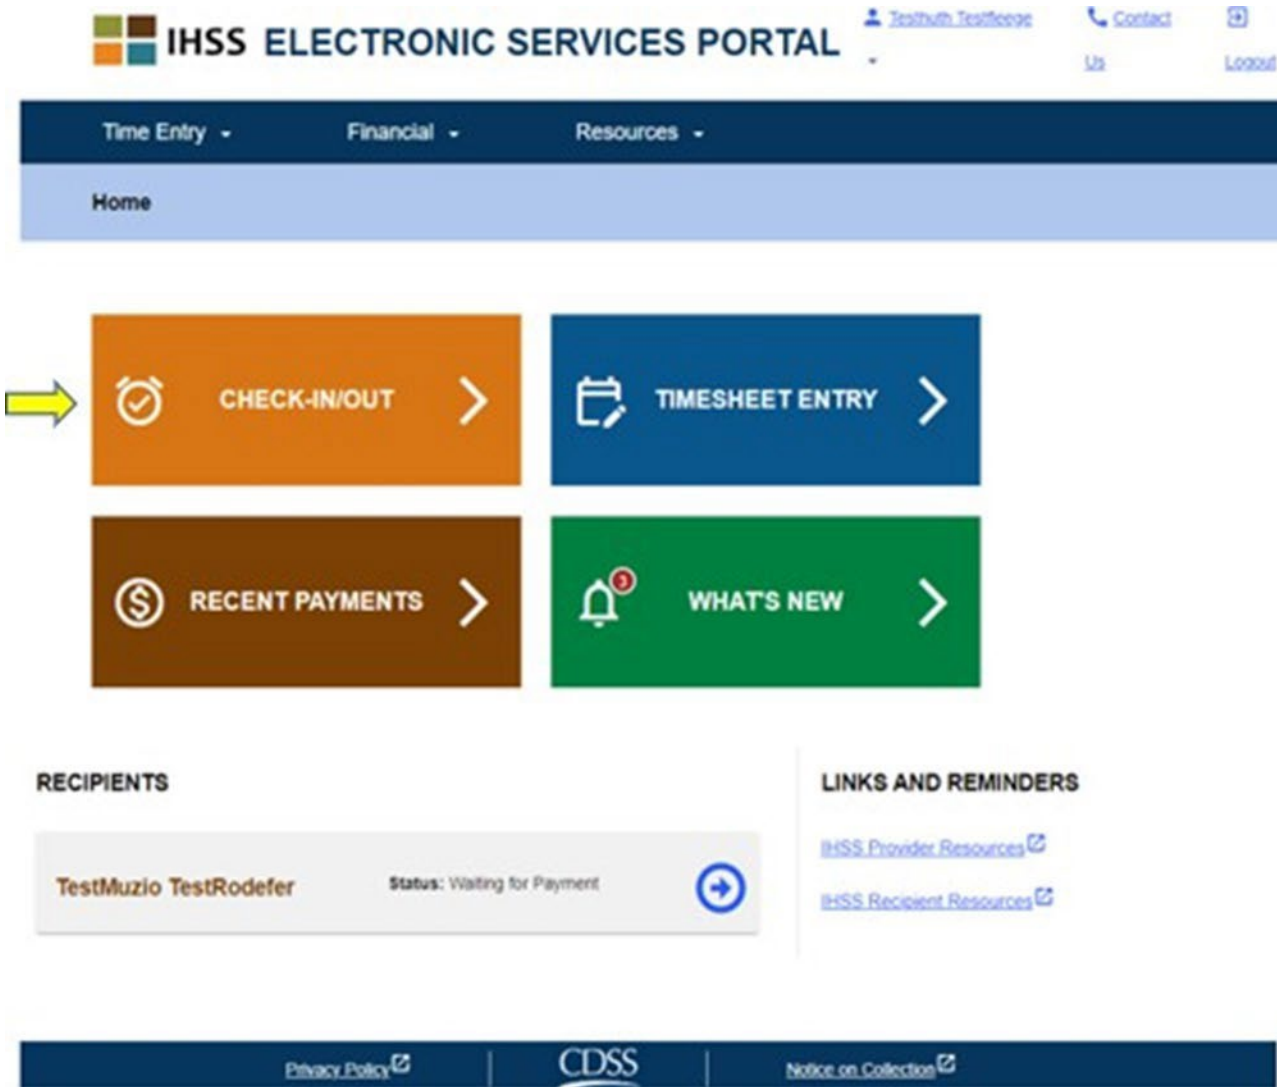 IHSS ELECTRONIC SERVICES PORTAL
Testhuth Testfleege
Contact Us
Logout
Time Entry
Financial
Resources
Home
CHECK-IN/OUT
TIMESHEET ENTRY
RECENT PAYMENTS
3
WHAT'S NEW
RECIPIENTS
TestMuzio TestRodefer
Status: Waiting for Payment
LINKS AND REMINDERS
IHSS Provider Resources
IHSS Recipient Resources
Privacy Policy
CDSS
Notice on Collection